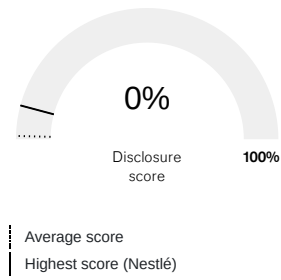 0%
Disclosure
score
100%
Average score
Highest score (Nestlé)